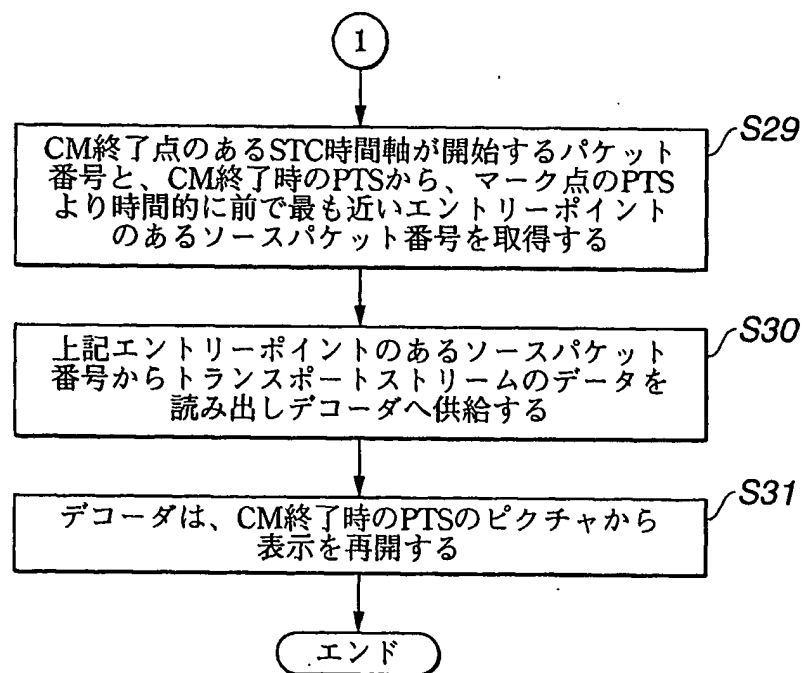 1
S29
CM終了点のあるSTC時間軸が開始するパケット
番号と、CM終了時のPTSから、マーク点のPTS
より時間的に前で最も近いエントリーポイント
のあるソースパケット番号を取得する
S30
上記エントリーポイントのあるソースパケット
番号からトランスポートストリームのデータを
読み出しデコーダへ供給する
S31
デコーダは、CM終了時のPTSのピクチャから
表示を再開する
エンド